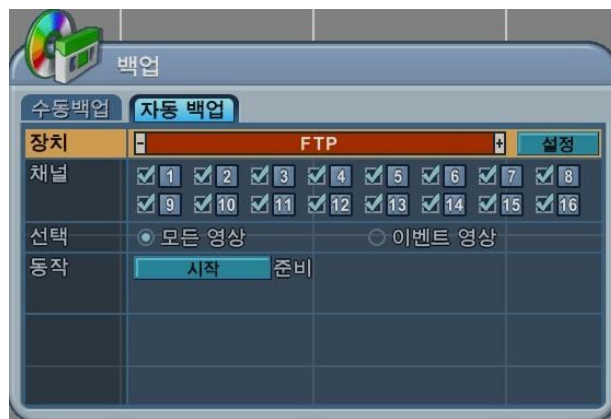 백업
수동백업 자동 백업
장치 - FTP + 설정
채널 1 2 3 4 5 6 7 8
9 10 11 12 13 14 15 16
선택 모든 영상 이벤트 영상
동작 시작 준비